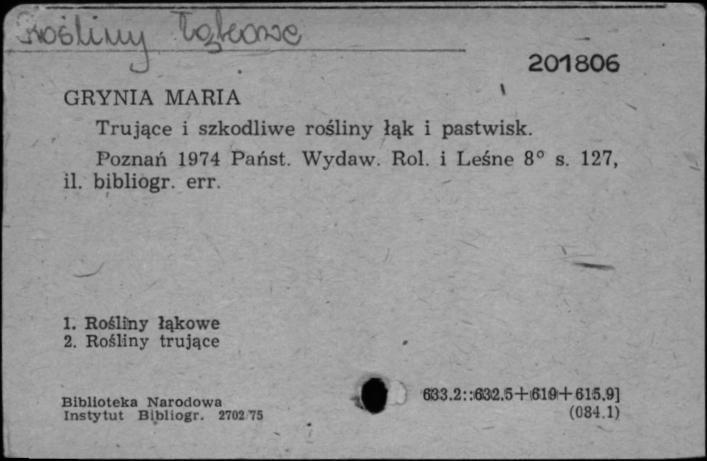 Rośliny łąkowe
201806
GRYNIA MARIA
Trujące i szkodliwe rośliny łąk i pastwisk.
Poznań 1974 Państ. Wydaw. Rol. i Leśne 8° s. 127,
il. bibliogr. err.
1. Rośliny łąkowe
2. Rośliny trujące
633.2::632.5+619+615.9]
(084.1)
Biblioteka Narodowa
Instytut Bibliogr. 2702/75